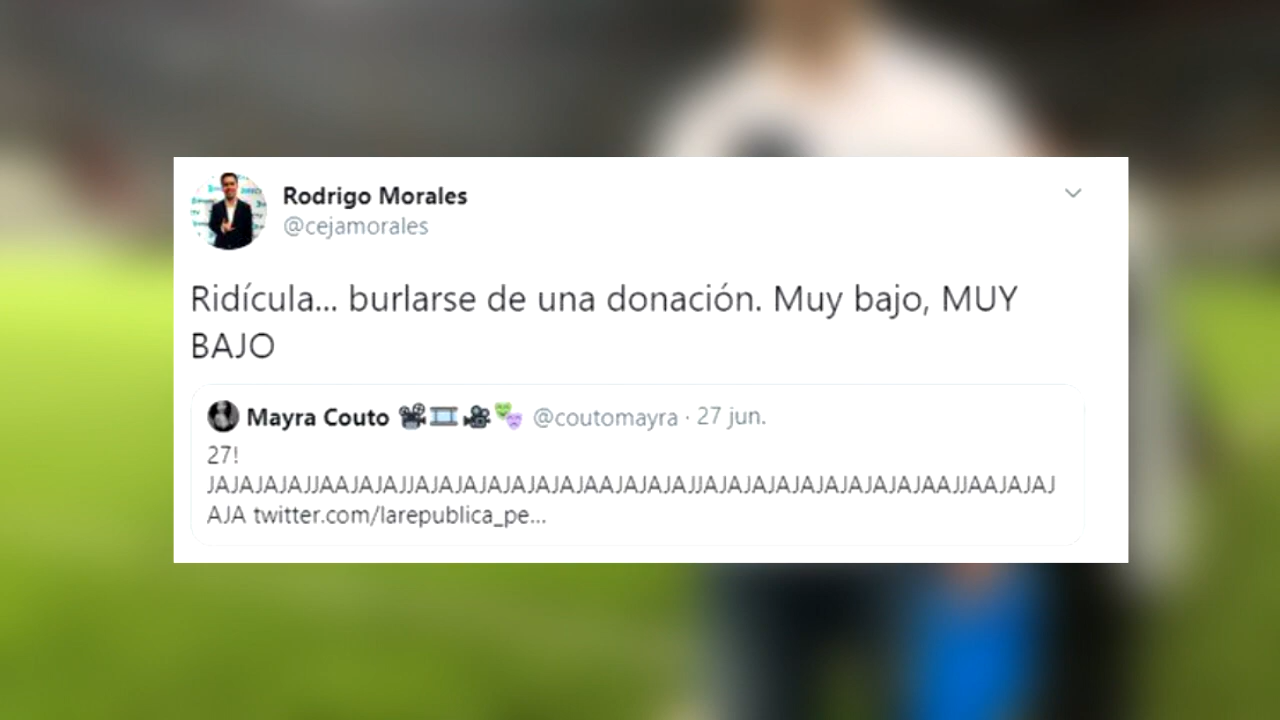 Rodrigo Morales
@cejamorales
Ridícula... burlarse de una donación. Muy bajo, MUY
BAJO
Mayra Couto @coutomayra · 27 jun.
27!
JAJAJAJAJJAAJAJAJJAJAJAJAJAJAJAJAAJAJAJAJJAJAJAJAJAJAJAJAJAJAAJJAAJAJAJ
AJA twitter.com/larepublica_pe...